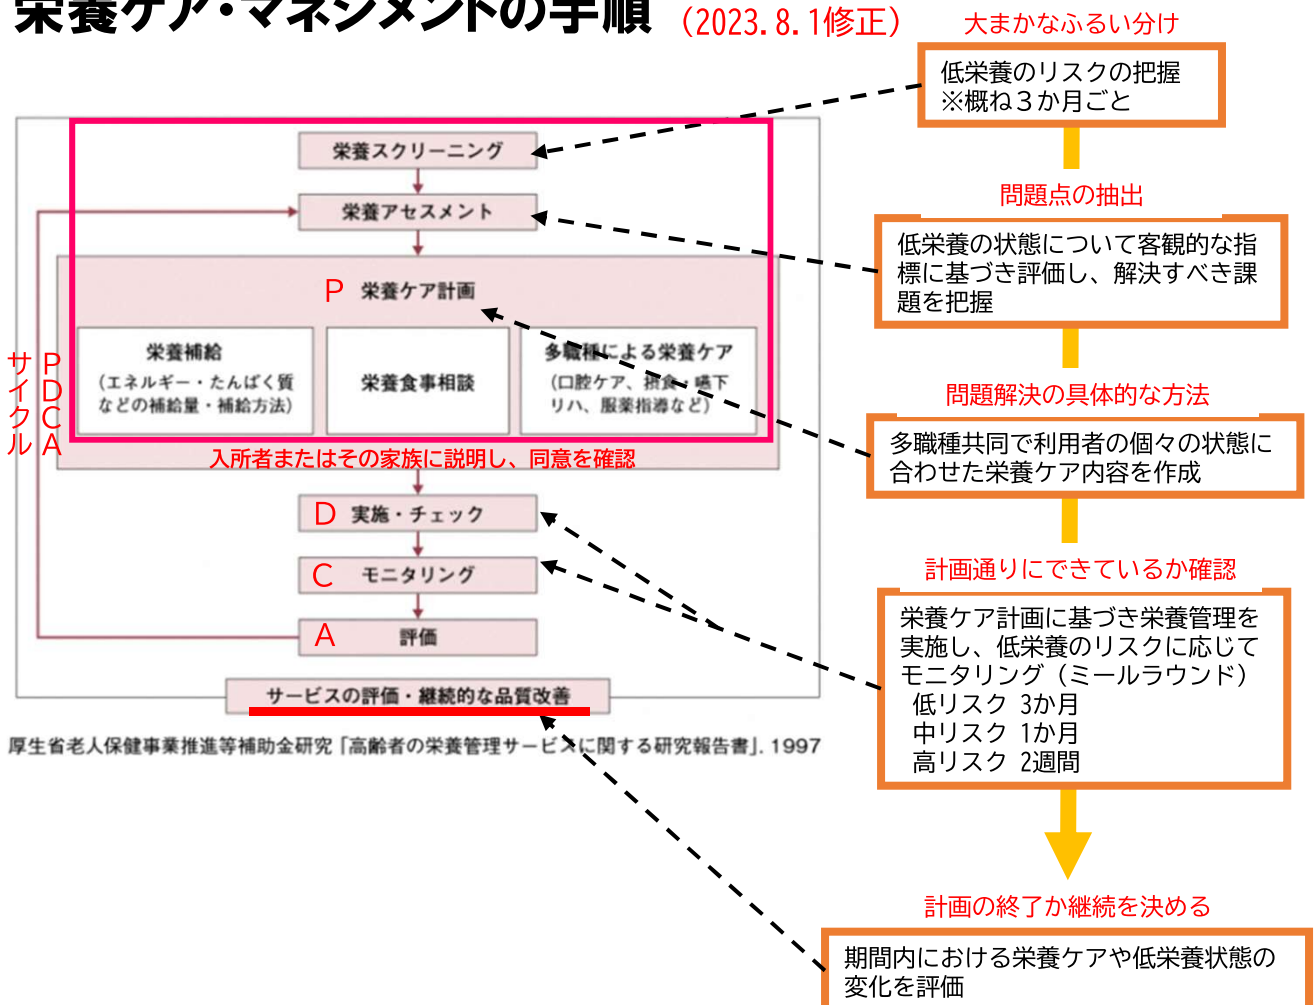 栄養ケア・マネジメントの手順 (2023.8.1修正)
栄養スクリーニング
栄養アセスメント
P 栄養ケア計画
栄養補給
(エネルギー・たんぱく質
などの補給量・補給方法)
栄養食事相談
多職種による栄養ケア
(口腔ケア、摂食・嚥下
リハ、服薬指導など)
入所者またはその家族に説明し、同意を確認
PDCA
サイクル
D 実施・チェック
C モニタリング
A 評価
サービスの評価・継続的な品質改善
厚生省老人保健事業推進等補助金研究「高齢者の栄養管理サービスに関する研究報告書」. 1997
大まかなふるい分け
低栄養のリスクの把握
※概ね3か月ごと
問題点の抽出
低栄養の状態について客観的な指
標に基づき評価し、解決すべき課
題を把握
問題解決の具体的な方法
多職種共同で利用者の個々の状態に
合わせた栄養ケア内容を作成
計画通りにできているか確認
栄養ケア計画に基づき栄養管理を
実施し、低栄養のリスクに応じて
モニタリング（ミールラウンド）
低リスク 3か月
中リスク 1か月
高リスク 2週間
計画の終了か継続を決める
期間内における栄養ケアや低栄養状態の
変化を評価